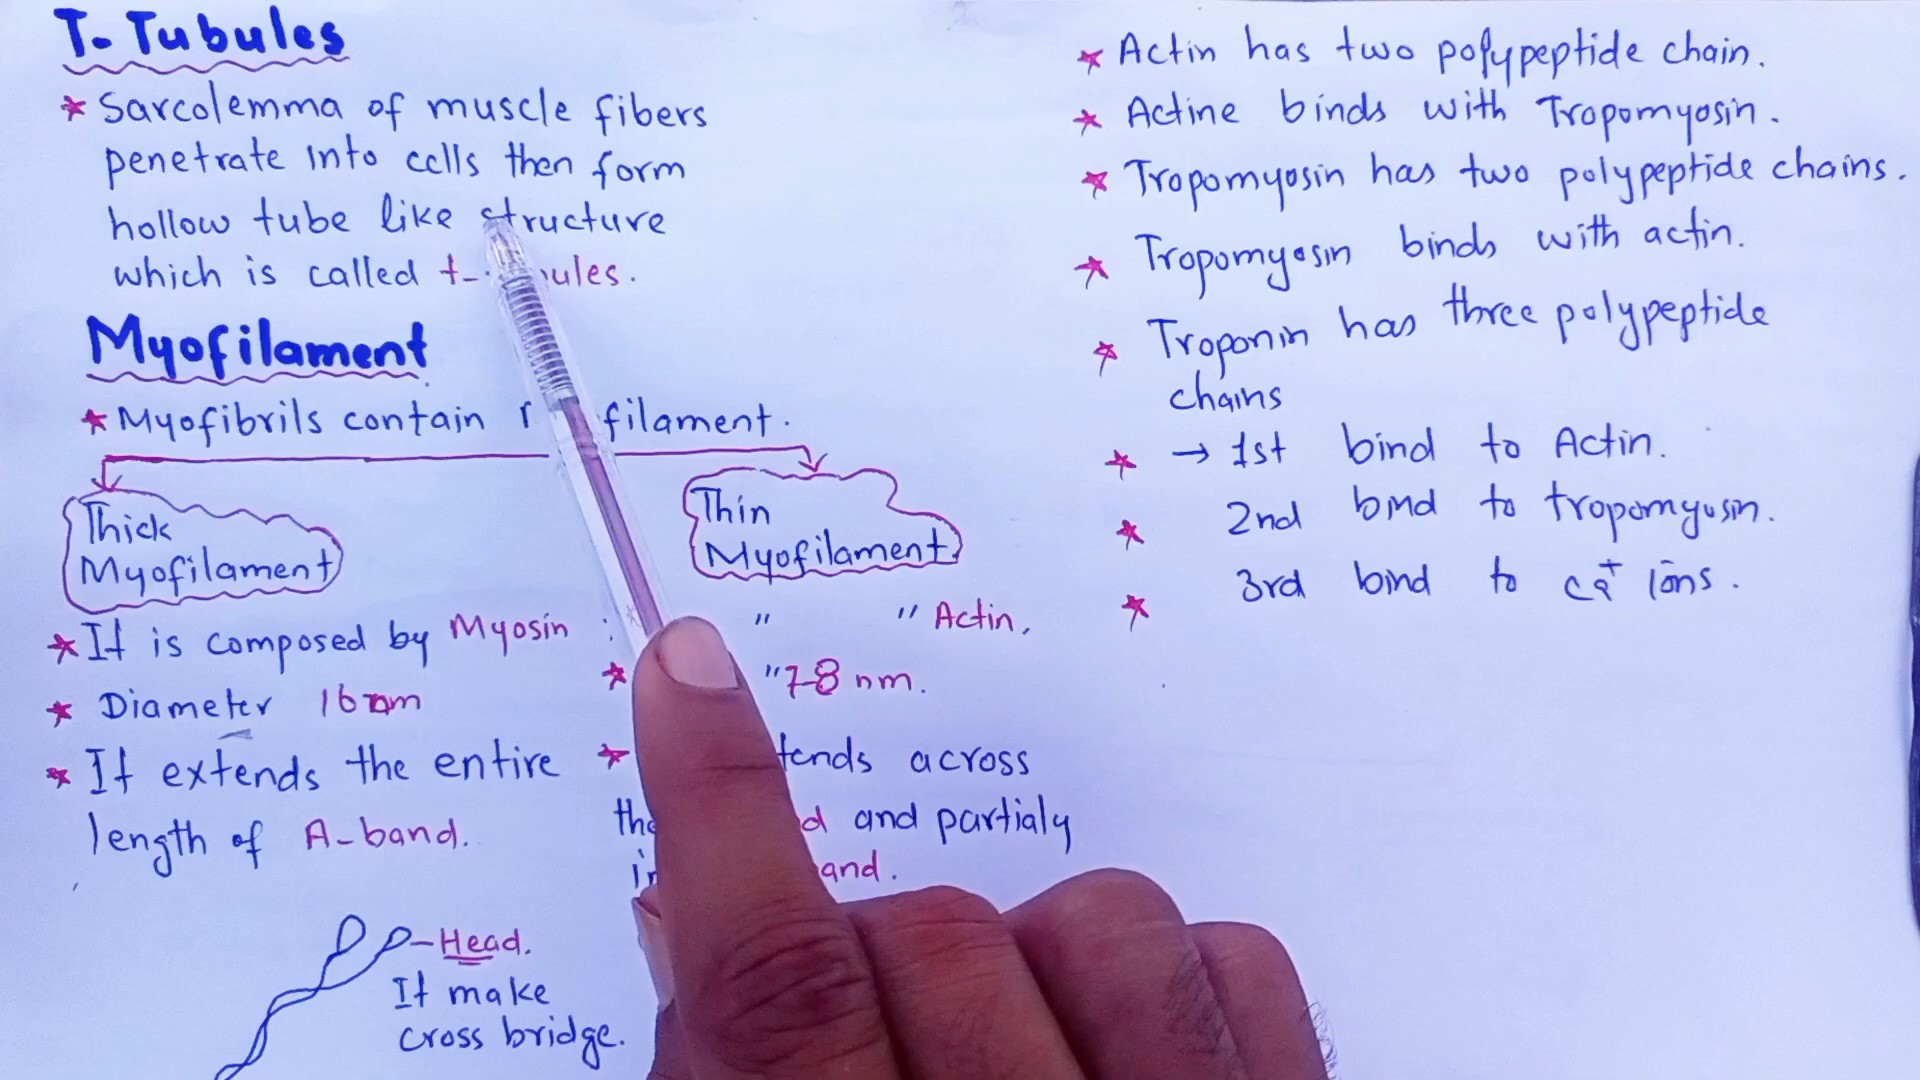 T-Tubules
* Sarcolemma of muscle fibers
penetrate into cells then form
hollow tube like structure
which is called t- ules.
Myofilament
* Myofibrils contain filament.
Thick
Myofilament
* It is composed by Myosin
* Diameter 16nm
* It extends the entire
length of A-band.
Head.
It make
cross bridge.
Thin
Myofilament
" " Actin.
* " 7-8 nm.
* tends across
the d and partialy
in and.
* Actin has two polypeptide chain.
* Actine binds with Tropomyosin.
* Tropomyosin has two polypeptide chains.
* Tropomyosin binds with actin.
* Troponin has three polypeptide
chains
* → 1st bind to Actin.
* 2nd bind to tropomyosin.
* 3rd bind to Ca+ Ions.